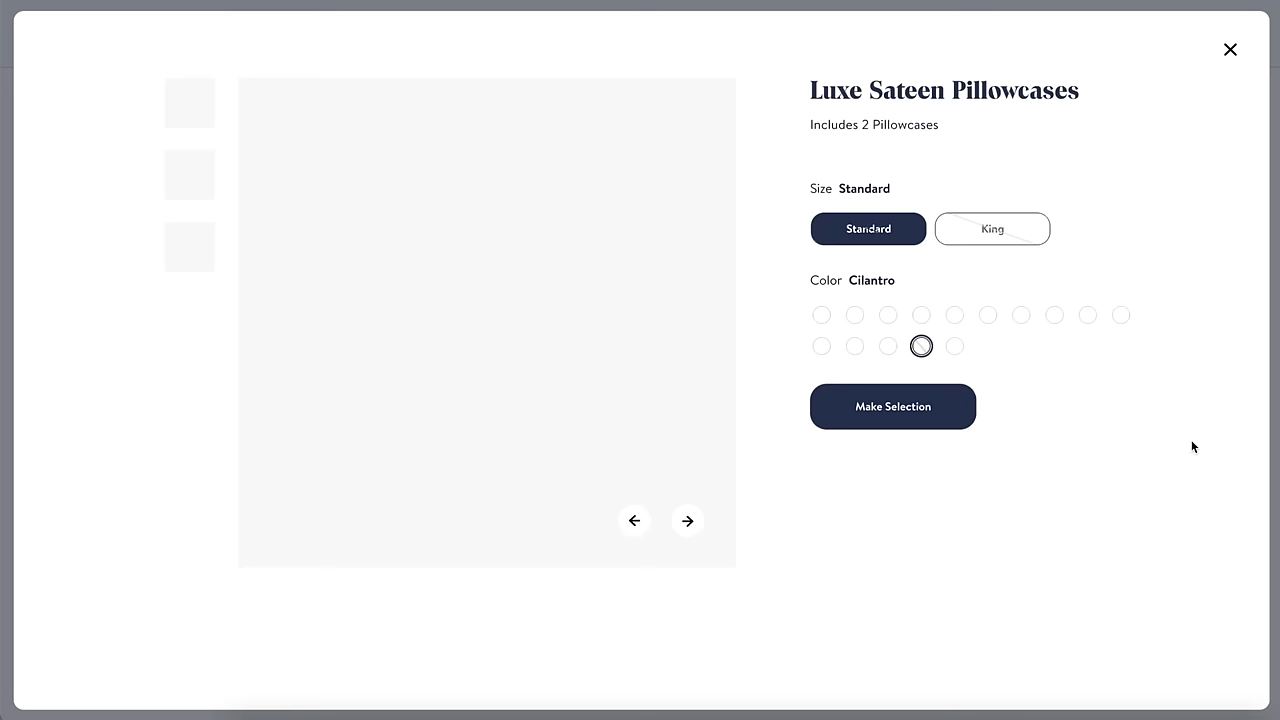 Luxe Sateen Pillowcases
Includes 2 Pillowcases
Size Standard
Standard King
Color Cilantro
Make Selection